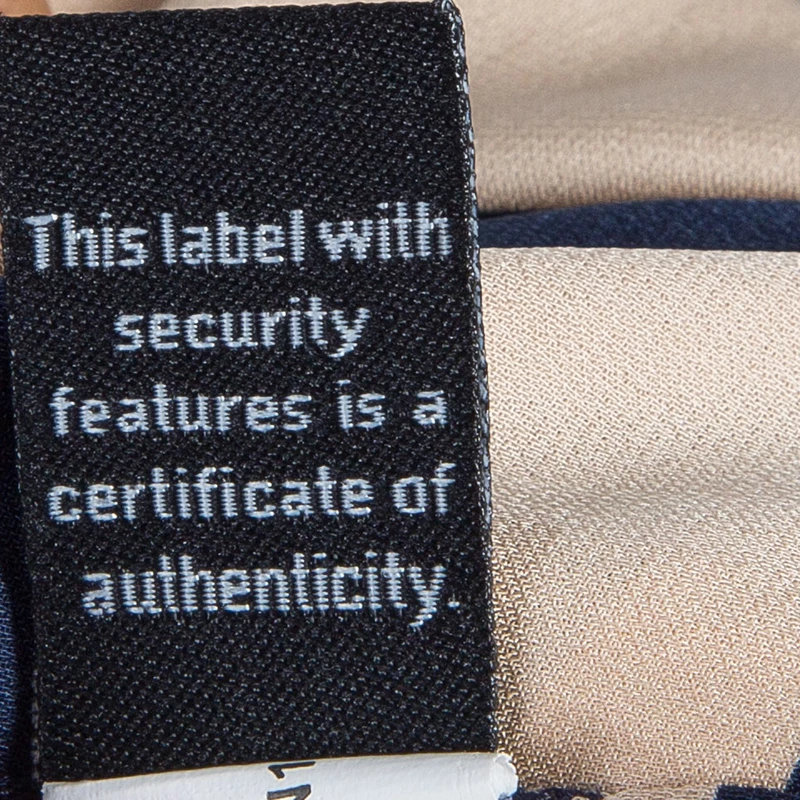 This label with
security
features is a
certificate of
authenticity.